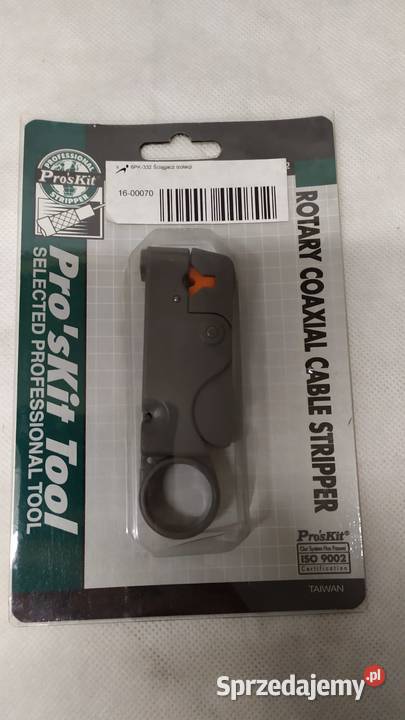 PROFESSIONAL
Pro'sKit
STRIPPER
6PK-332 Ściągacz izolacji
16-00070
Pro'sKit Tool
SELECTED PROFESSIONAL TOOL
ROTARY COAXIAL CABLE STRIPPER
Pro'sKit®
ISO 9002
Certification
TAIWAN
Sprzedajemy.pl